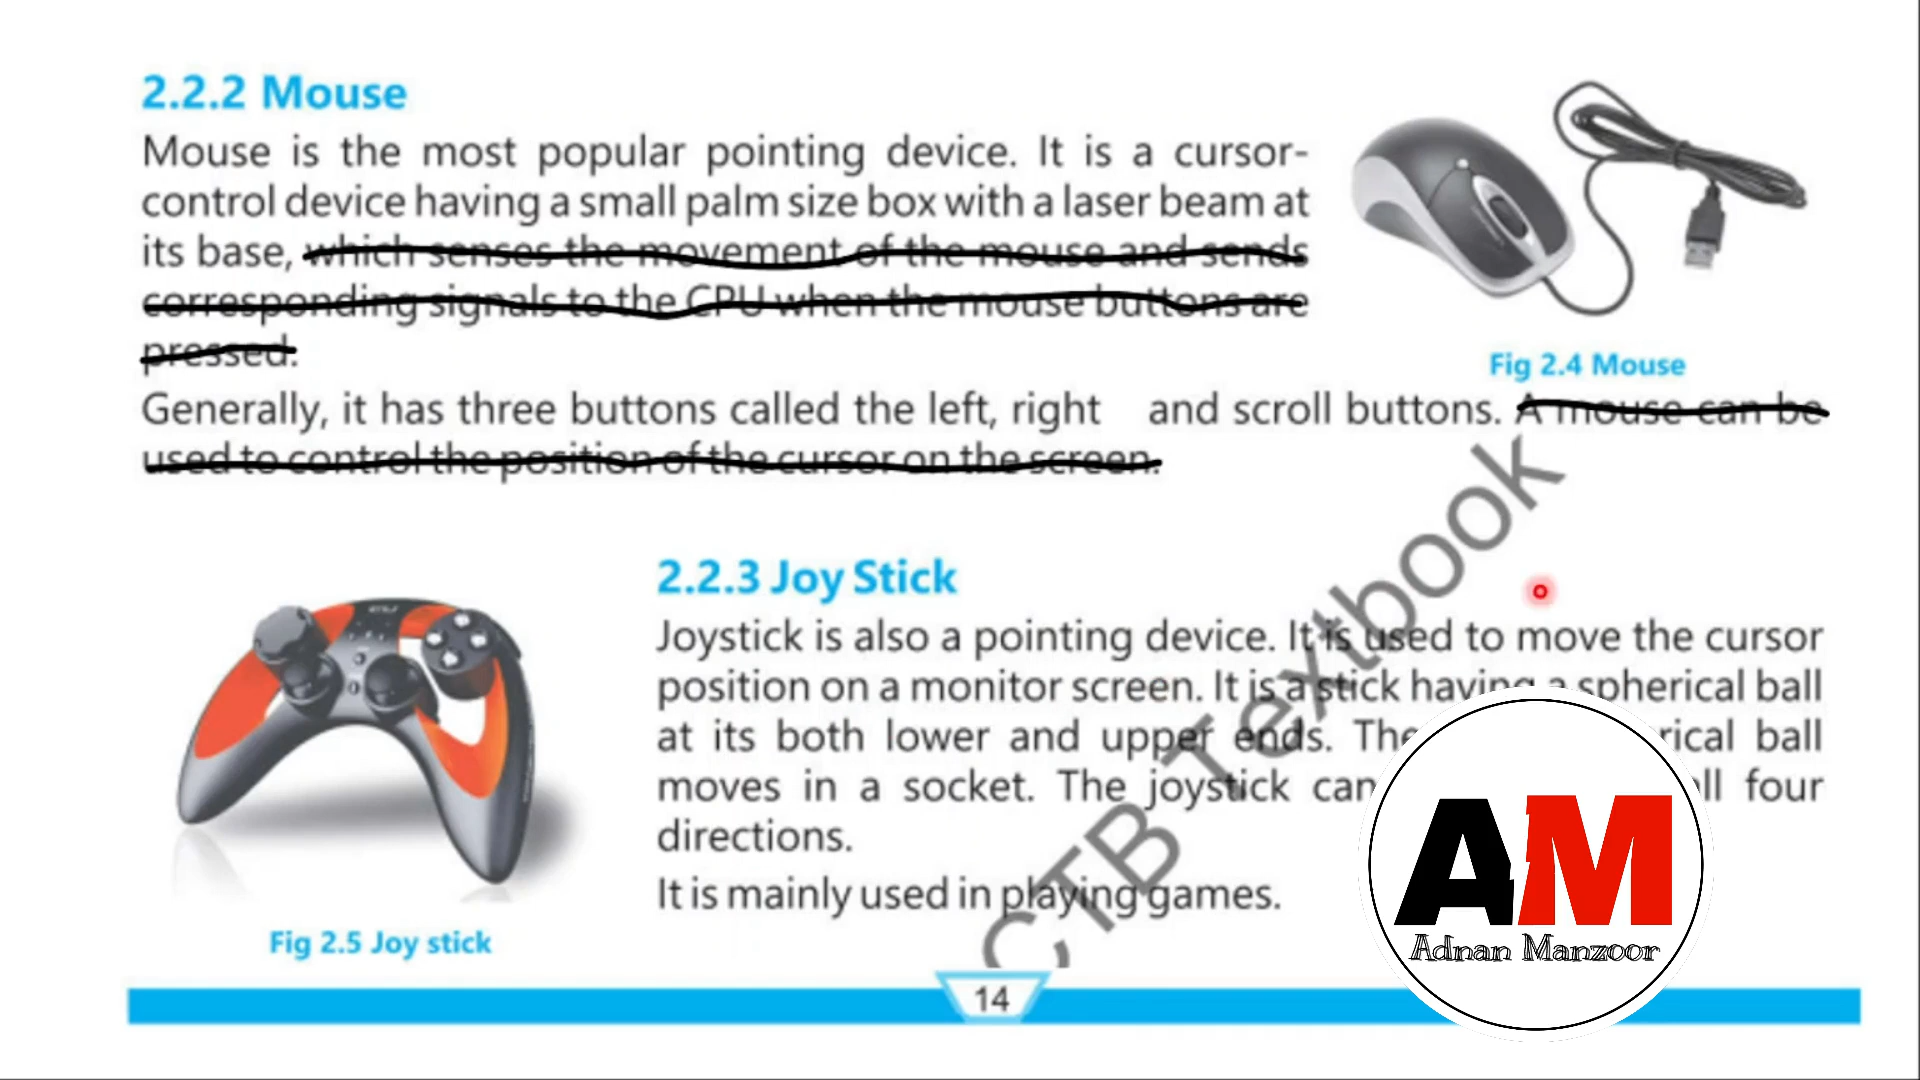 2.2.2 Mouse
Mouse is the most popular pointing device. It is a cursor-
control device having a small palm size box with a laser beam at
its base, which senses the movement of the mouse and sends
corresponding signals to the CPU when the mouse buttons are
pressed.
Fig 2.4 Mouse
Generally, it has three buttons called the left, right and scroll buttons. A mouse can be
used to control the position of the cursor on the screen.
2.2.3 Joy Stick
Joystick is also a pointing device. It is used to move the cursor
position on a monitor screen. It is a stick having a spherical ball
at its both lower and upper ends. The ball
moves in a socket. The joystick can four
directions.
It is mainly used in playing games.
Fig 2.5 Joy stick
CTB Textbook
14
AM
Adnan Manzoor